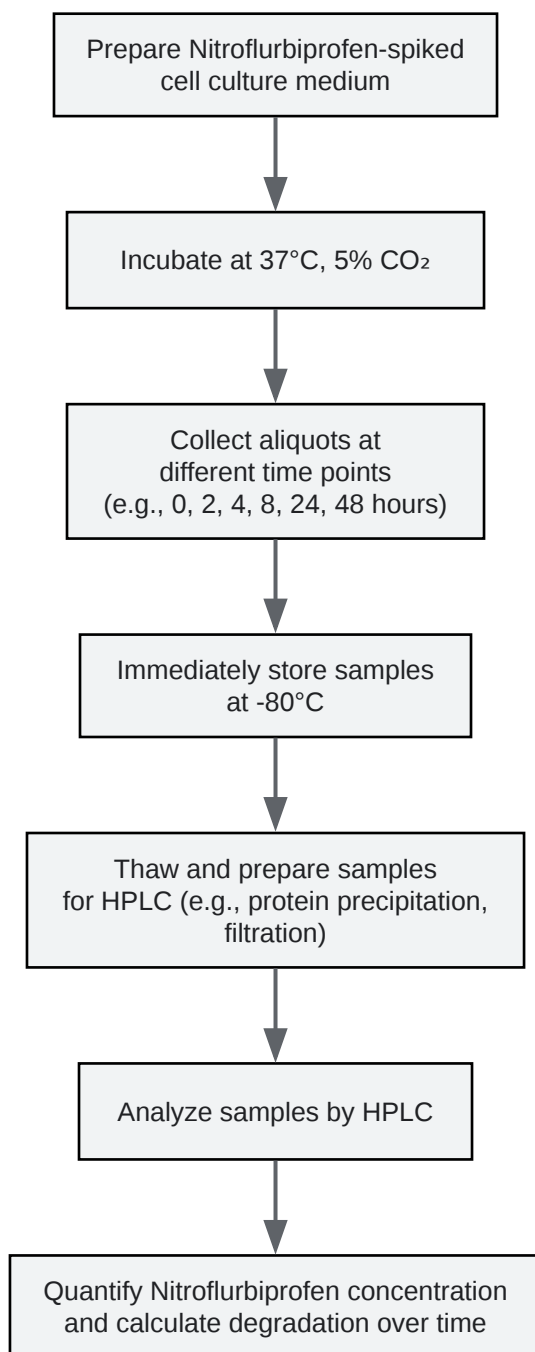 Prepare Nitroflurbiprofen-spiked
cell culture medium
Incubate at 37°C, 5% CO₂
Collect aliquots at
different time points
(e.g., 0, 2, 4, 8, 24, 48 hours)
Immediately store samples
at -80°C
Thaw and prepare samples
for HPLC (e.g., protein precipitation,
filtration)
Analyze samples by HPLC
Quantify Nitroflurbiprofen concentration
and calculate degradation over time